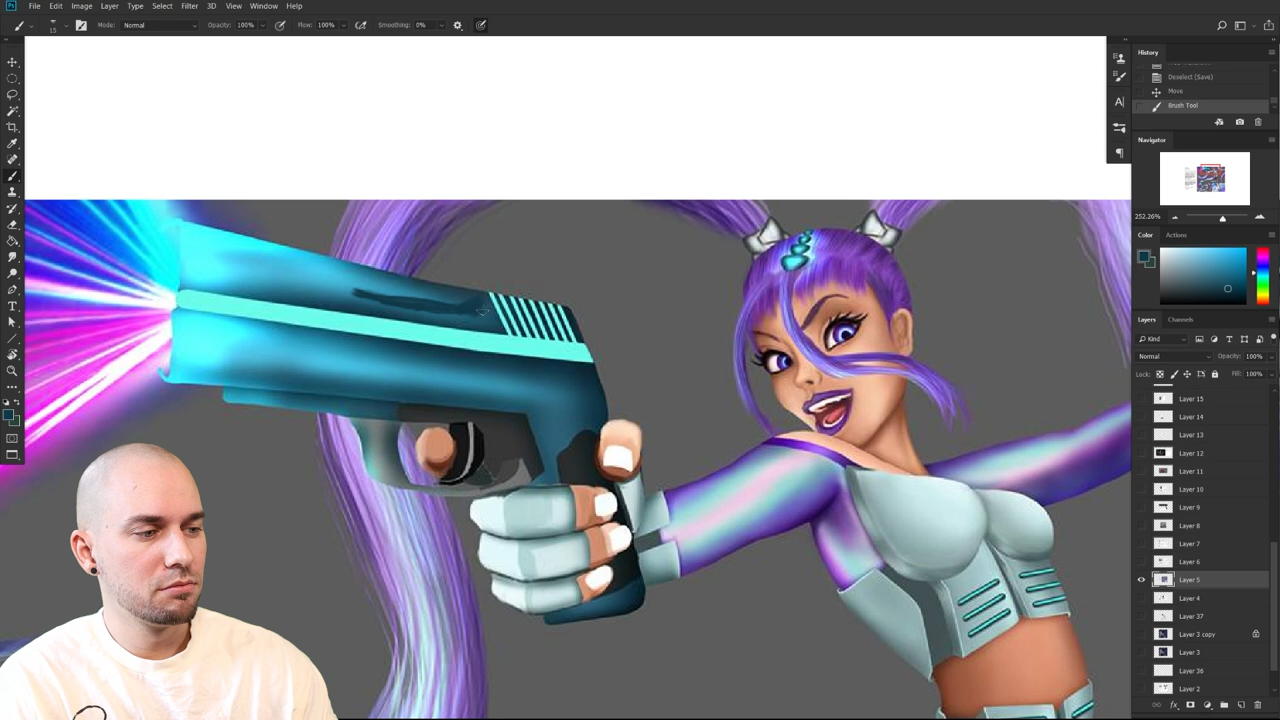 Ps File Edit Image Layer Type Select Filter 3D View Window Help
15 Mode: Normal Opacity: 100% Flow: 100% Smoothing: 0%
History
Deselect (Save)
Move
Brush Tool
Navigator
252.26%
Color Actions
Layers Channels
Kind
Normal Opacity: 100%
Lock: Fill: 100%
Layer 15
Layer 14
Layer 13
Layer 12
Layer 11
Layer 10
Layer 9
Layer 8
Layer 7
Layer 6
Layer 5
Layer 4
Layer 37
Layer 3 copy
Layer 3
Layer 36
Layer 2